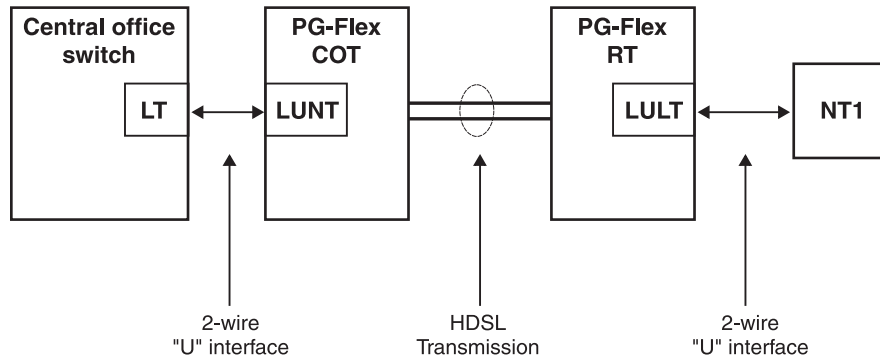 Central office
switch
PG-Flex
COT
PG-Flex
RT
LT
LUNT
LULT
NT1
2-wire
"U" interface
HDSL
Transmission
2-wire
"U" interface